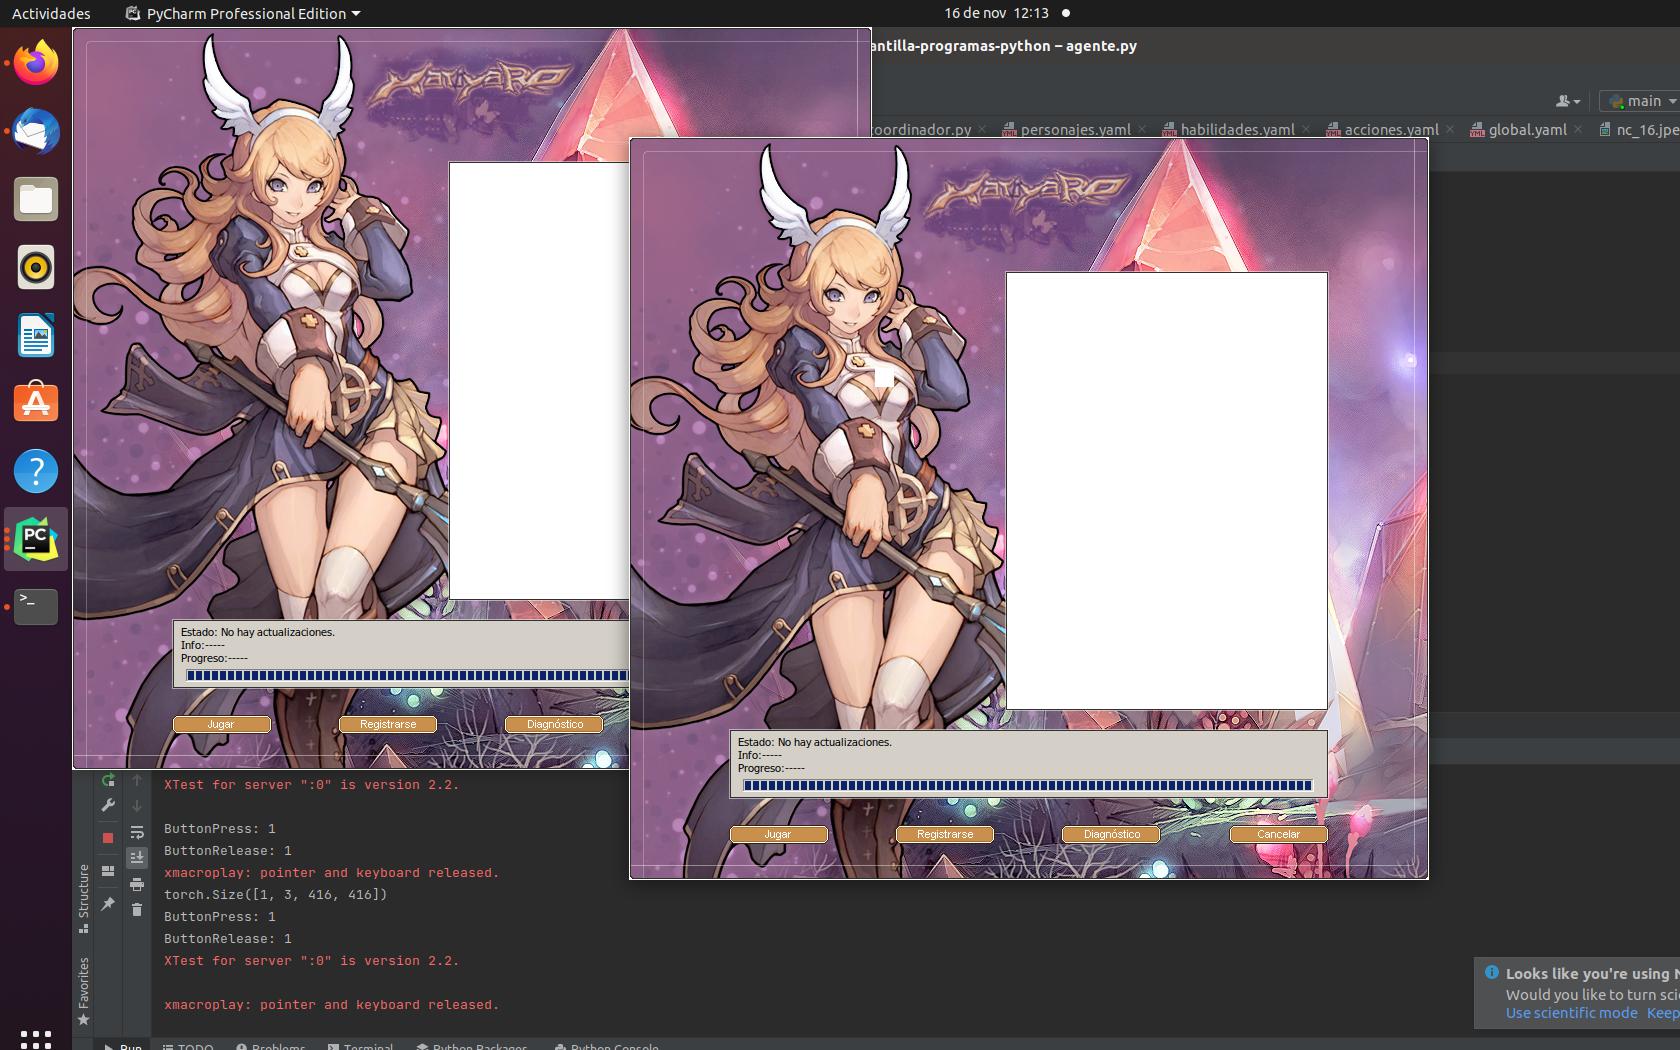 Actividades
PyCharm Professional Edition
16 de nov 12:13
antilla-programas-python – agente.py
main
coordinador.py
personajes.yaml
habilidades.yaml
acciones.yaml
global.yaml
nc_16.jpe
XatiyaRO
XatiyaRO
Estado: No hay actualizaciones.
Info:-----
Progreso:-----
Jugar
Registrarse
Diagnóstico
Estado: No hay actualizaciones.
Info:-----
Progreso:-----
Jugar
Registrarse
Diagnóstico
Cancelar
XTest for server ":0" is version 2.2.
ButtonPress: 1
ButtonRelease: 1
xmacroplay: pointer and keyboard released.
torch.Size([1, 3, 416, 416])
ButtonPress: 1
ButtonRelease: 1
XTest for server ":0" is version 2.2.
xmacroplay: pointer and keyboard released.
Structure
Favorites
Looks like you're using N
Would you like to turn scie
Use scientific mode Keep
Run
TODO
Problems
Terminal
Python Packages
Python Console